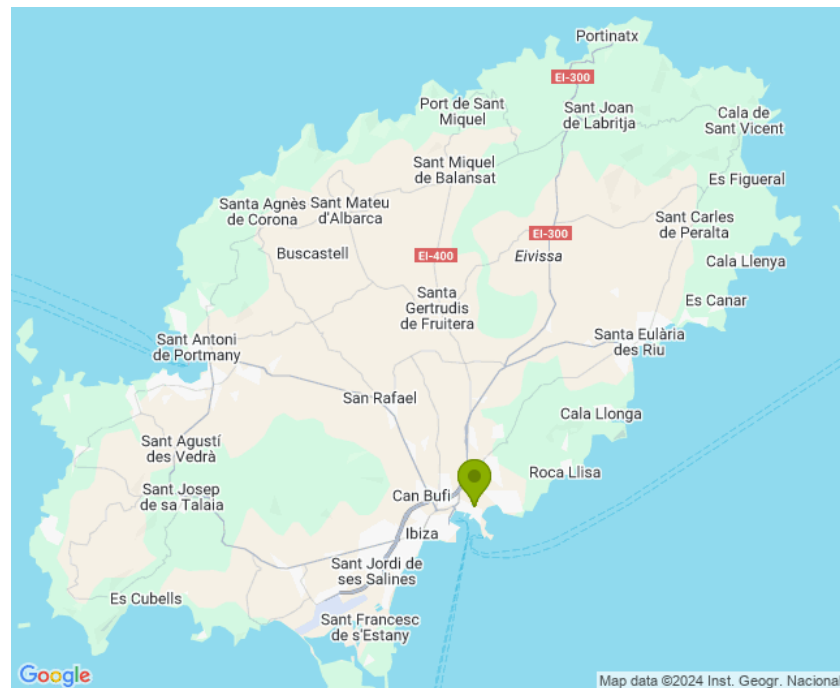 Portinatx
EI-300
Port de Sant
Miquel
Sant Joan
de Labritja
Cala de
Sant Vicent
Sant Miquel
de Balansat
Es Figueral
Santa Agnès
de Corona
Sant Mateu
d'Albarca
Sant Carles
de Peralta
EI-300
Buscastell
EI-400
Eivissa
Cala Llenya
Santa
Gertrudis
de Fruitera
Es Canar
Sant Antoni
de Portmany
Santa Eulària
des Riu
San Rafael
Cala Llonga
Sant Agustí
des Vedrà
Roca Llisa
Sant Josep
de sa Talaia
Can Bufi
Ibiza
Sant Jordi de
ses Salines
Es Cubells
Sant Francesc
de s'Estany
Google
Map data ©2024 Inst. Geogr. Nacional